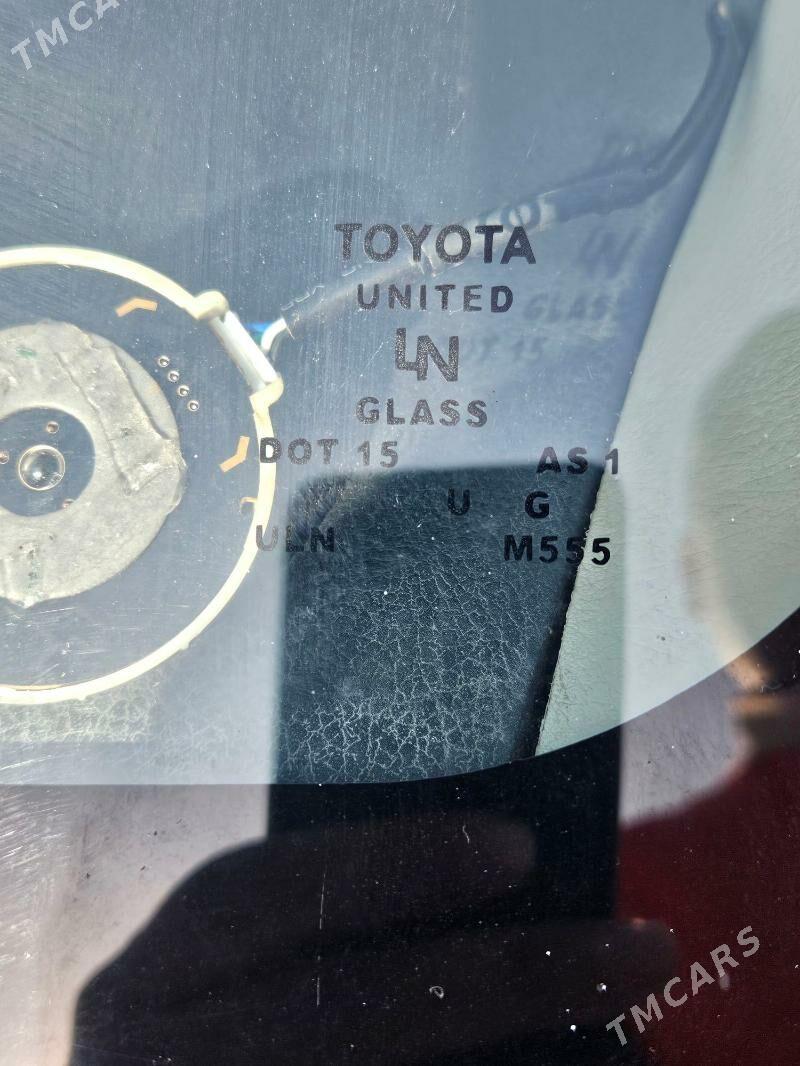 TMCARS
TOYOTA
UNITED
LN
GLASS
DOT 15 AS 1
U G
ULN M555
TMCARS